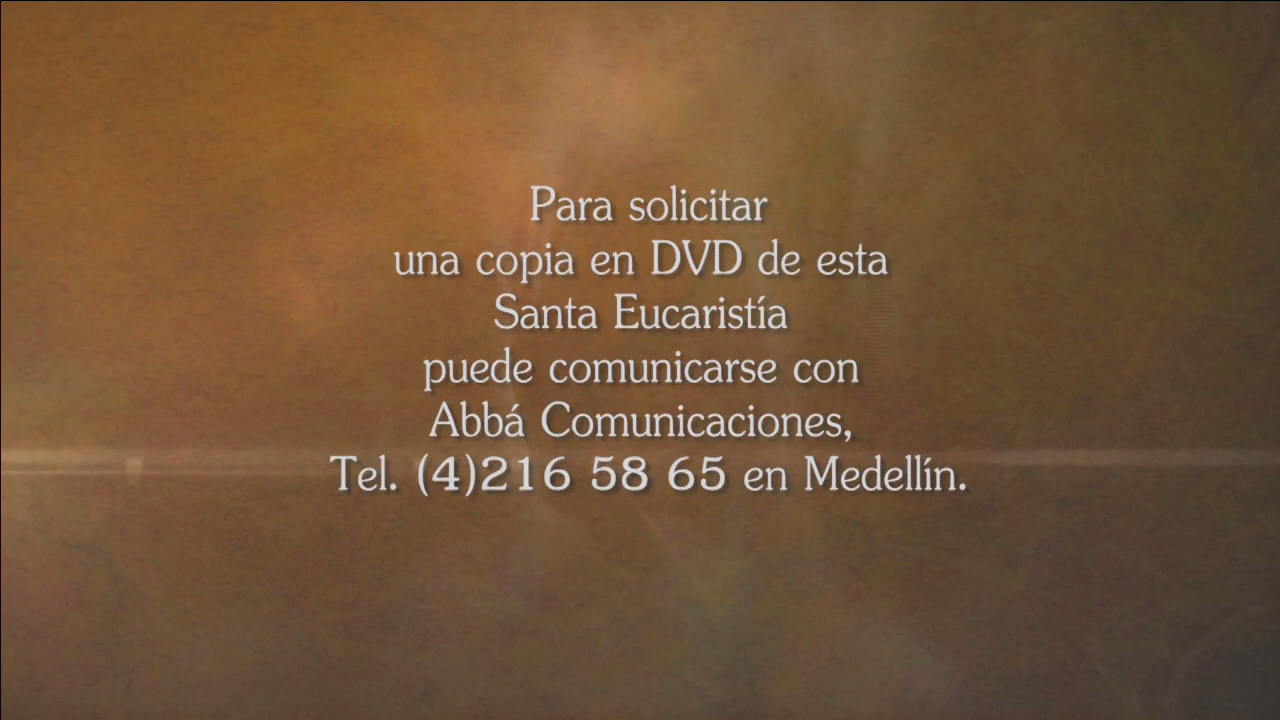 Para solicitar
una copia en DVD de esta
Santa Eucaristía
puede comunicarse con
Abbá Comunicaciones,
Tel. (4)216 58 65 en Medellín.